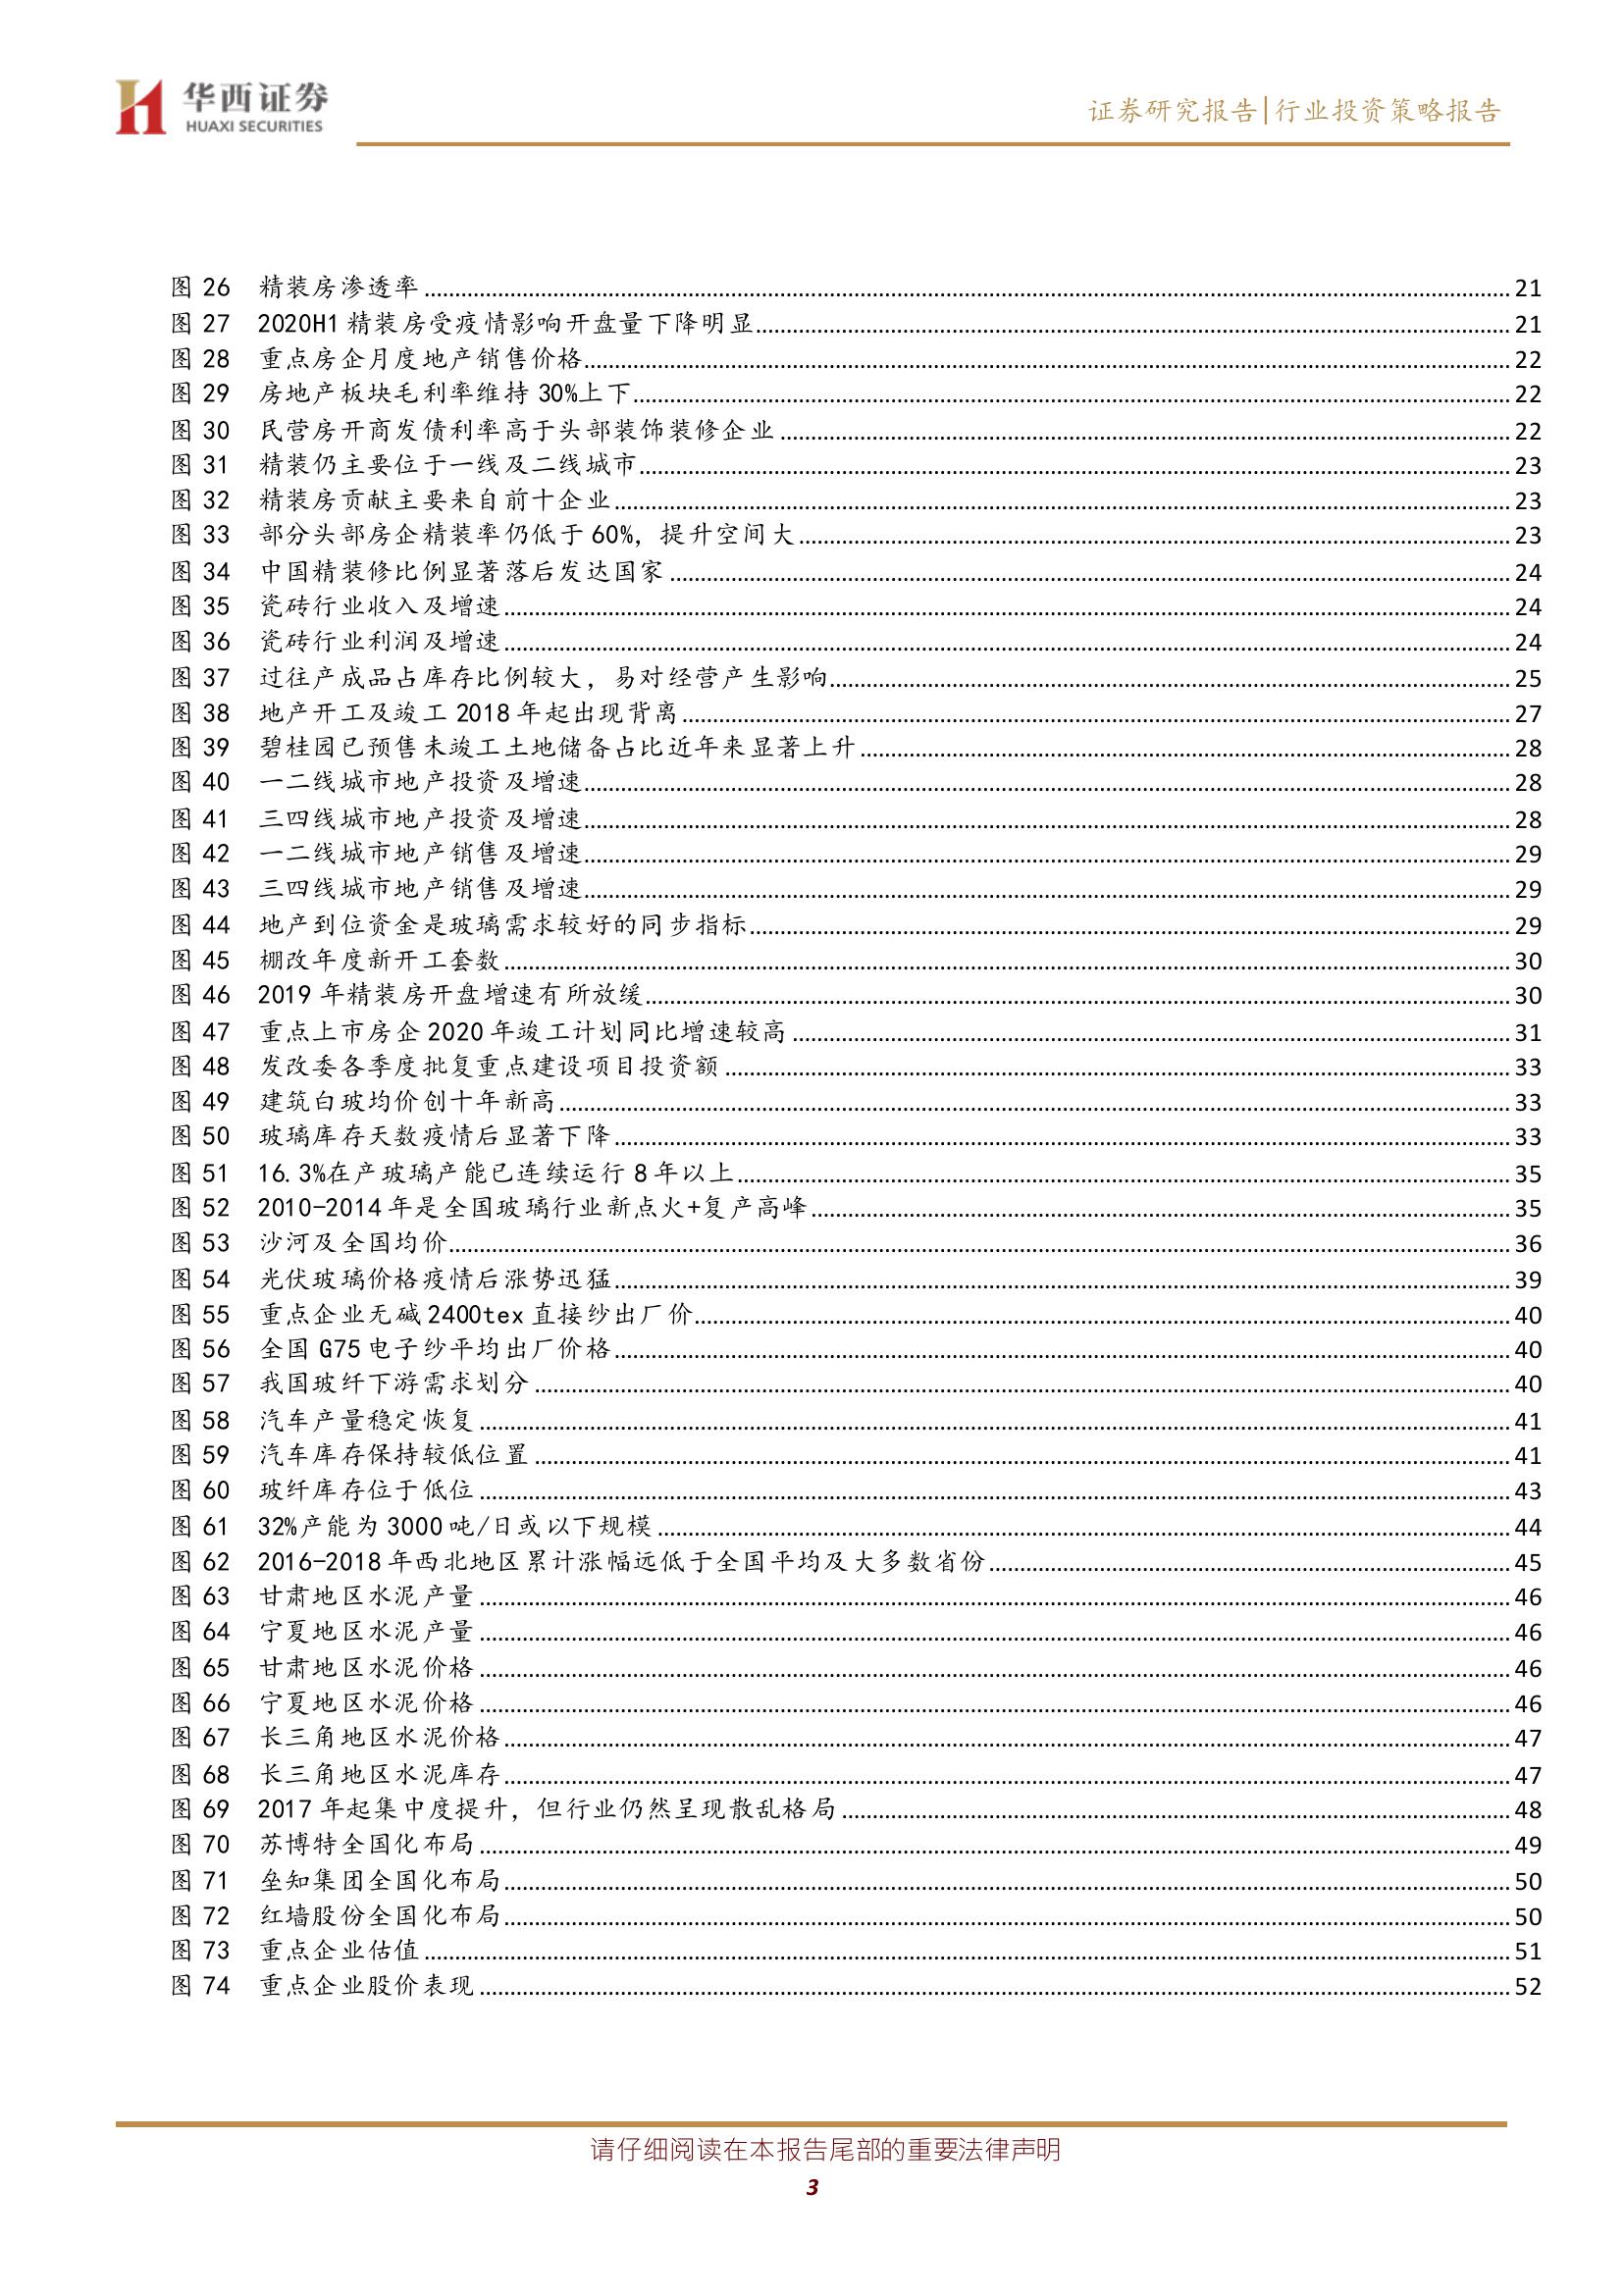 华西证券
HUAXI SECURITIES
证券研究报告|行业投资策略报告
图 26 精装房渗透率 21
图 27 2020H1 精装房受疫情影响开盘量下降明显 21
图 28 重点房企月度地产销售价格 22
图 29 房地产板块毛利率维持 30%上下 22
图 30 民营房开商发债利率高于头部装饰装修企业 22
图 31 精装仍主要位于一线及二线城市 23
图 32 精装房贡献主要来自前十企业 23
图 33 部分头部房企精装率仍低于 60%，提升空间大 23
图 34 中国精装修比例显著落后发达国家 24
图 35 瓷砖行业收入及增速 24
图 36 瓷砖行业利润及增速 24
图 37 过往产成品占库存比例较大，易对经营产生影响 25
图 38 地产开工及竣工 2018 年起出现背离 27
图 39 碧桂园已预售未竣工土地储备占比近年来显著上升 28
图 40 一二线城市地产投资及增速 28
图 41 三四线城市地产投资及增速 28
图 42 一二线城市地产销售及增速 29
图 43 三四线城市地产销售及增速 29
图 44 地产到位资金是玻璃需求较好的同步指标 29
图 45 棚改年度新开工套数 30
图 46 2019 年精装房开盘增速有所放缓 30
图 47 重点上市房企 2020 年竣工计划同比增速较高 31
图 48 发改委各季度批复重点建设项目投资额 33
图 49 建筑白玻均价创十年新高 33
图 50 玻璃库存天数疫情后显著下降 33
图 51 16.3%在产玻璃产能已连续运行 8 年以上 35
图 52 2010-2014 年是全国玻璃行业新点火+复产高峰 35
图 53 沙河及全国均价 36
图 54 光伏玻璃价格疫情后涨势迅猛 39
图 55 重点企业无碱 2400tex 直接纱出厂价 40
图 56 全国 G75 电子纱平均出厂价格 40
图 57 我国玻纤下游需求划分 40
图 58 汽车产量稳定恢复 41
图 59 汽车库存保持较低位置 41
图 60 玻纤库存位于低位 43
图 61 32%产能为 3000 吨/日或以下规模 44
图 62 2016-2018 年西北地区累计涨幅远低于全国平均及大多数省份 45
图 63 甘肃地区水泥产量 46
图 64 宁夏地区水泥产量 46
图 65 甘肃地区水泥价格 46
图 66 宁夏地区水泥价格 46
图 67 长三角地区水泥价格 47
图 68 长三角地区水泥库存 47
图 69 2017 年起集中度提升，但行业仍然呈现散乱格局 48
图 70 苏博特全国化布局 49
图 71 垒知集团全国化布局 50
图 72 红墙股份全国化布局 50
图 73 重点企业估值 51
图 74 重点企业股价表现 52
请仔细阅读在本报告尾部的重要法律声明
3